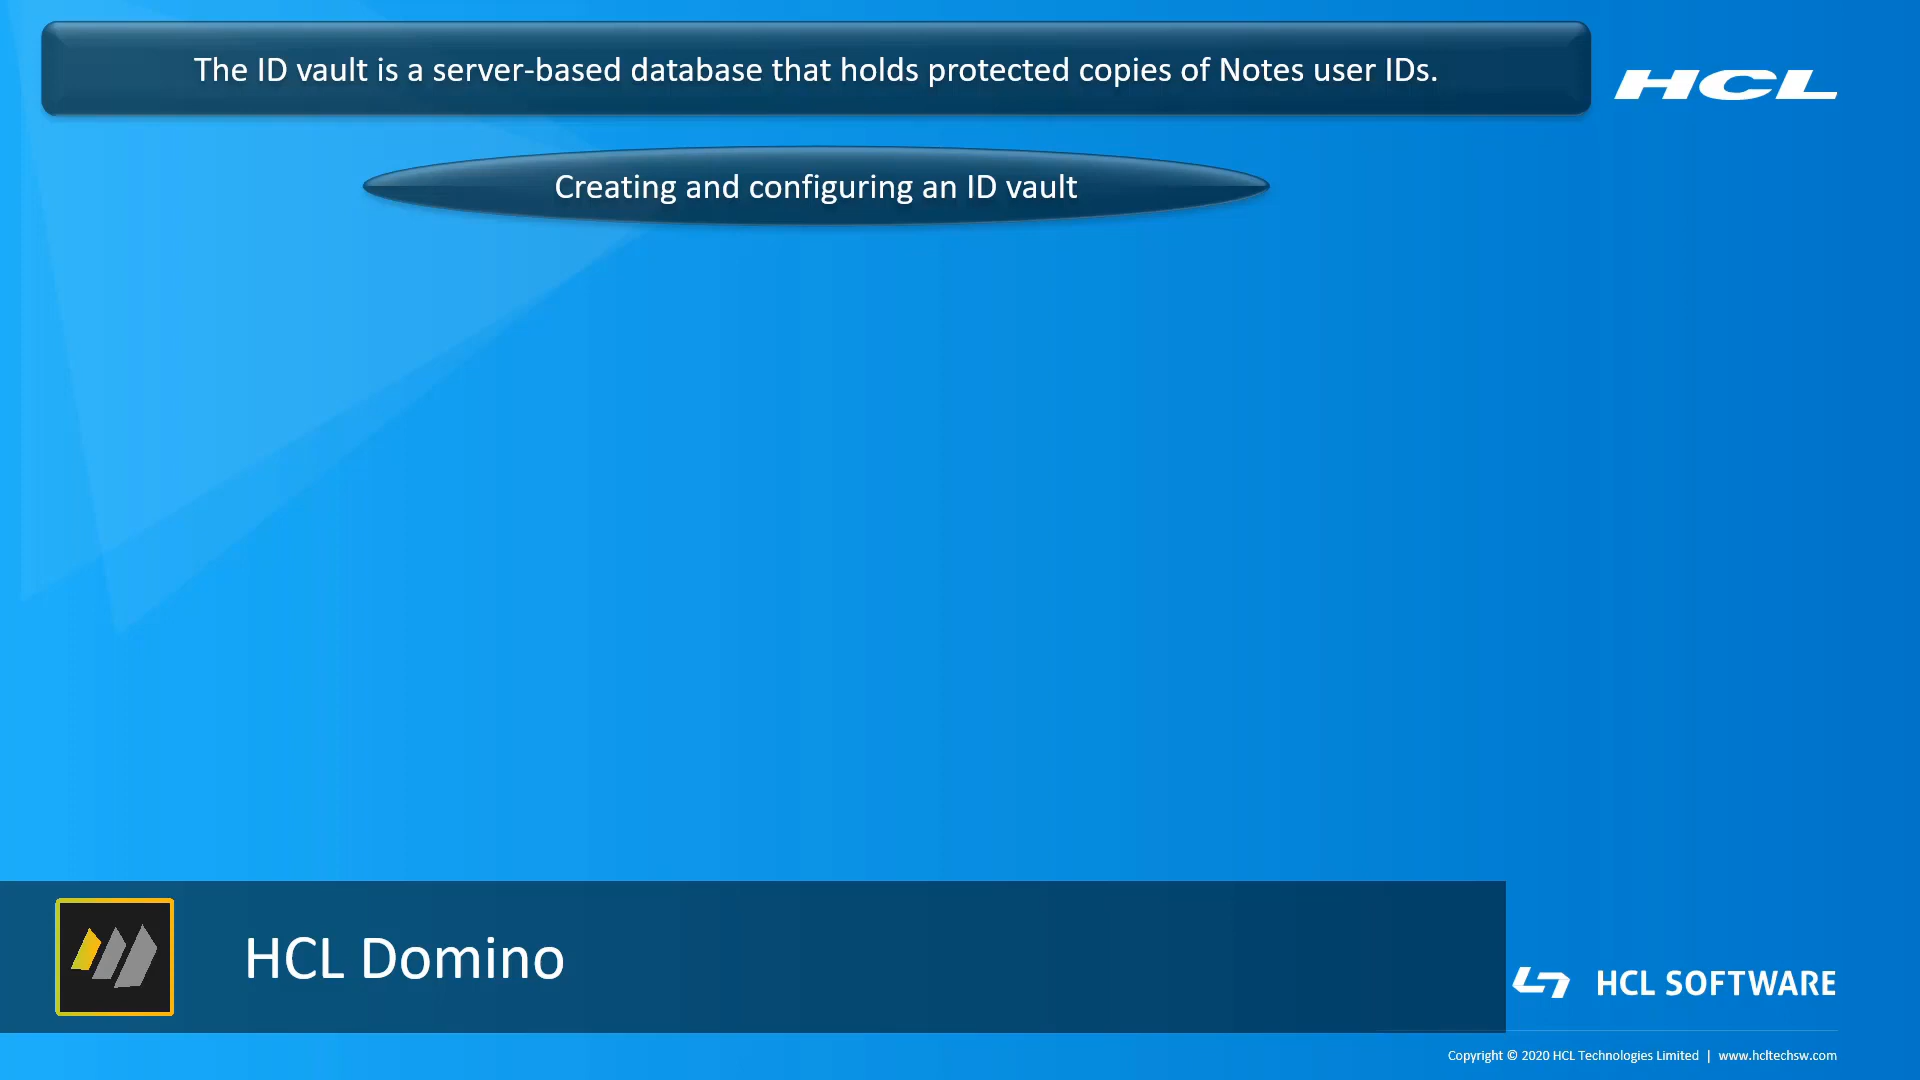 The ID vault is a server-based database that holds protected copies of Notes user IDs.
HCL
Creating and configuring an ID vault
HCL Domino
HCL SOFTWARE
Copyright © 2020 HCL Technologies Limited | www.hcltechsw.com